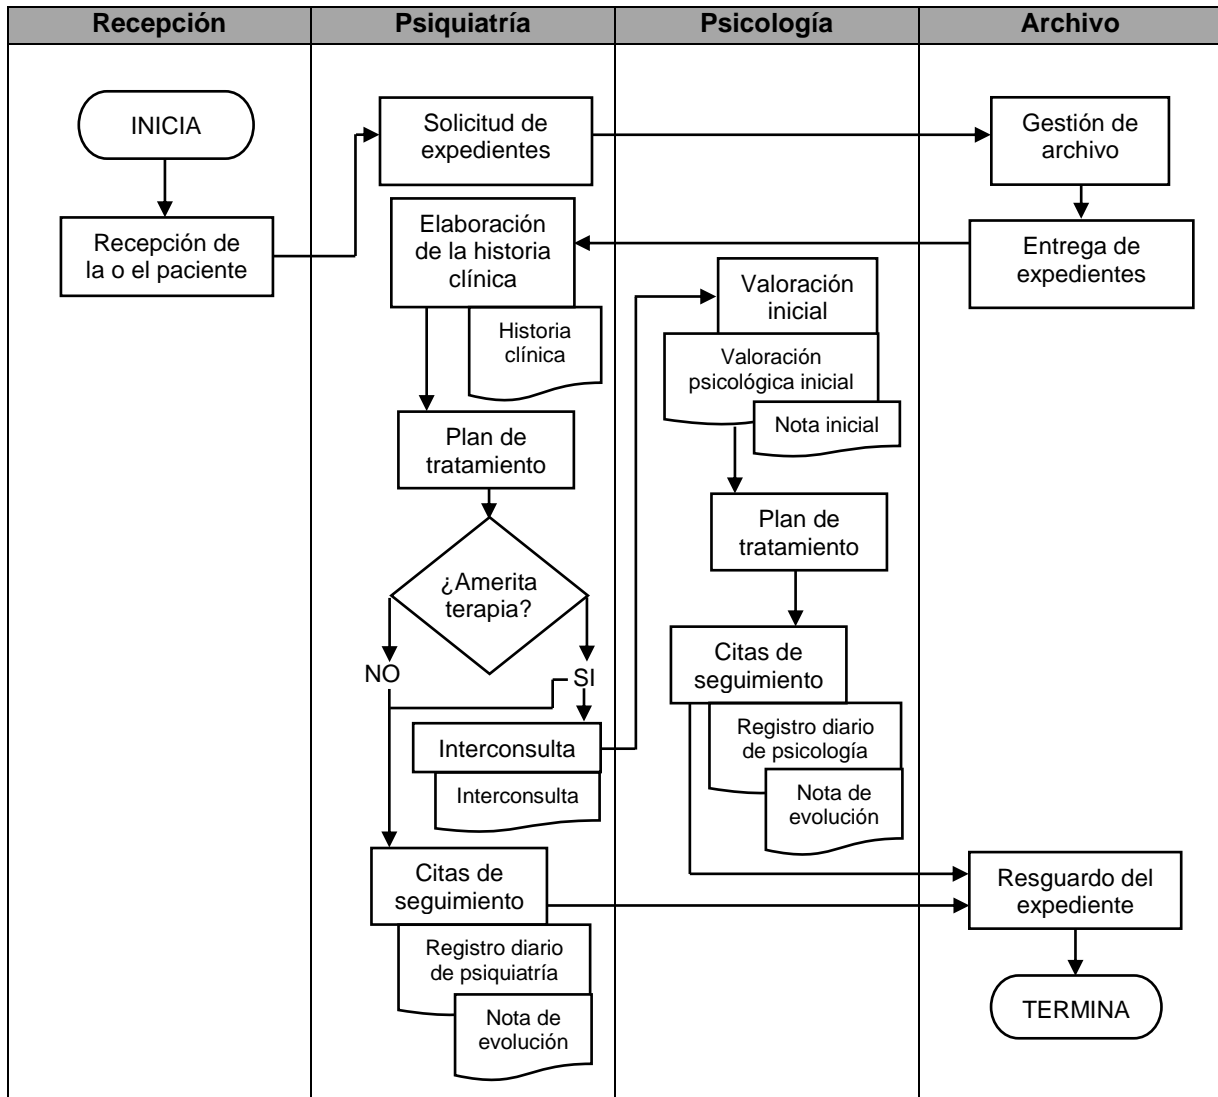 Recepción
Psiquiatría
Psicología
Archivo
INICIA
Recepción de
la o el paciente
Solicitud de
expedientes
Gestión de
archivo
Entrega de
expedientes
Elaboración
de la historia
clínica
Historia
clínica
Plan de
tratamiento
¿Amerita
terapia?
NO
SI
Interconsulta
Interconsulta
Valoración
inicial
Valoración
psicológica inicial
Nota inicial
Plan de
tratamiento
Citas de
seguimiento
Registro diario
de psicología
Nota de
evolución
Citas de
seguimiento
Registro diario
de psiquiatría
Nota de
evolución
Resguardo del
expediente
TERMINA